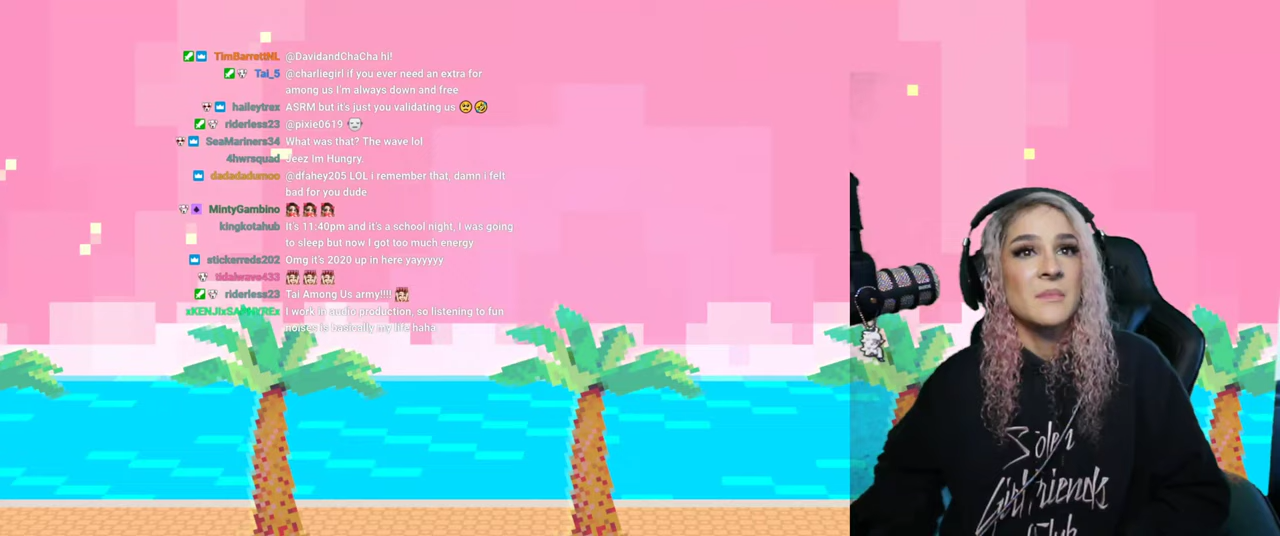 TimBarrettNL @DavidandChaCha hi!
Tai_5 @charliegirl if you ever need an extra for
among us I'm always down and free
haileytrex ASRM but it's just you validating us 🥺🤣
riderless23 @pixie0619
SeaMariners34 What was that? The wave lol
4hwrsquad Jeez Im Hungry.
dadadadumoo @dfahey205 LOL i remember that, damn i felt
bad for you dude
MintyGambino
kingkotahub It's 11:40pm and it's a school night, I was going
to sleep but now I got too much energy
stickerreds202 Omg it's 2020 up in here yayyyyy
tidalwave433
riderless23 Tai Among Us army!!!!
I work in audio production, so listening to fun
noises is basically my life haha
Solen
Girlfriends
Club